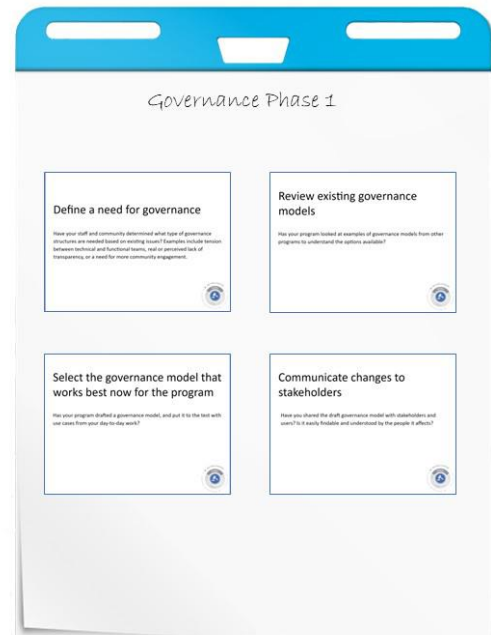 Governance Phase 1
Define a need for governance
Have your staff and community determined what type of governance
structures are needed based on existing issues? Examples include tension
between technical and functional teams, real or perceived lack of
transparency, or a need for more community engagement.
Review existing governance
models
Has your program looked at examples of governance models from other
programs to understand the options available?
Select the governance model that
works best now for the program
Has your program drafted a governance model, and put it to the test with
use cases from your day-to-day work?
Communicate changes to
stakeholders
Have you shared the draft governance model with stakeholders and
users? Is it easily findable and understood by the people it affects?